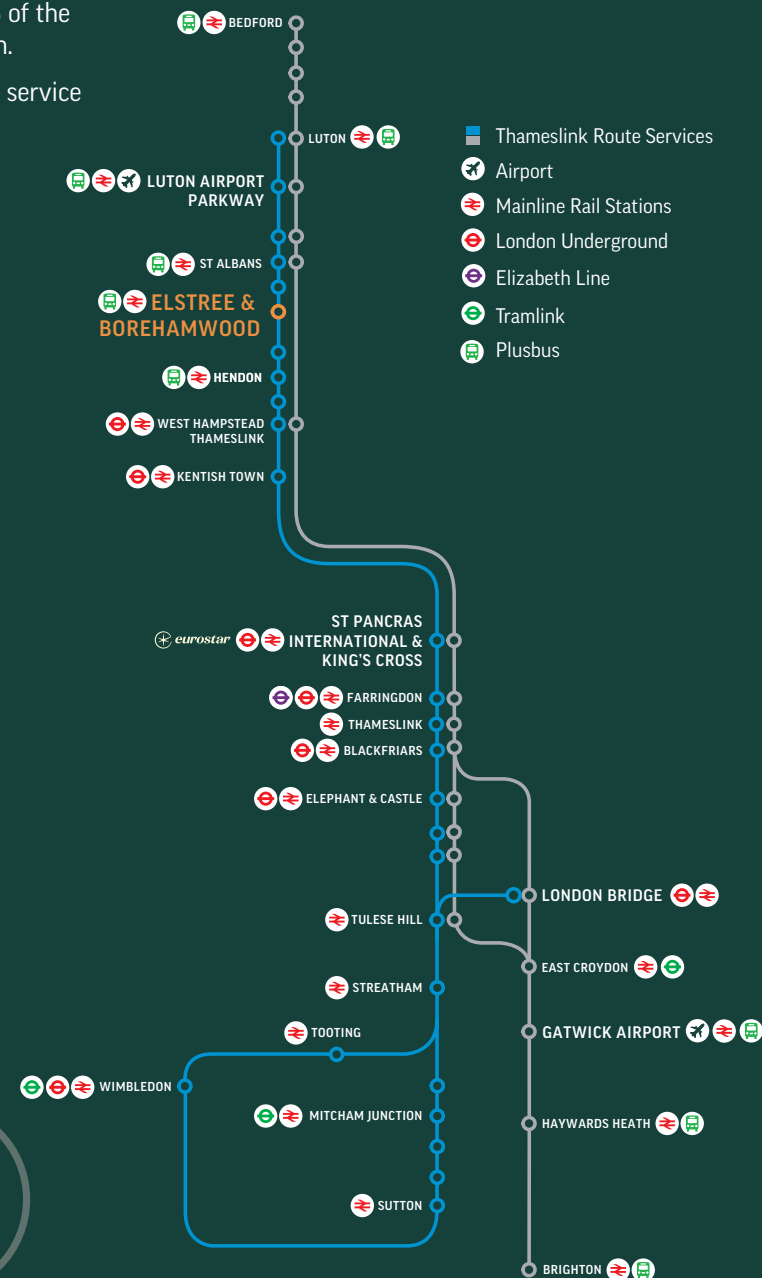 of the
n.
service
BEDFORD
LUTON
LUTON AIRPORT
PARKWAY
ST ALBANS
ELSTREE &
BOREHAMWOOD
HENDON
WEST HAMPSTEAD
THAMESLINK
KENTISH TOWN
Thameslink Route Services
Airport
Mainline Rail Stations
London Underground
Elizabeth Line
Tramlink
Plusbus
eurostar
ST PANCRAS
INTERNATIONAL &
KING'S CROSS
FARRINGDON
THAMESLINK
BLACKFRIARS
ELEPHANT & CASTLE
LONDON BRIDGE
TULESE HILL
EAST CROYDON
STREATHAM
TOOTING
GATWICK AIRPORT
WIMBLEDON
MITCHAM JUNCTION
HAYWARDS HEATH
SUTTON
BRIGHTON